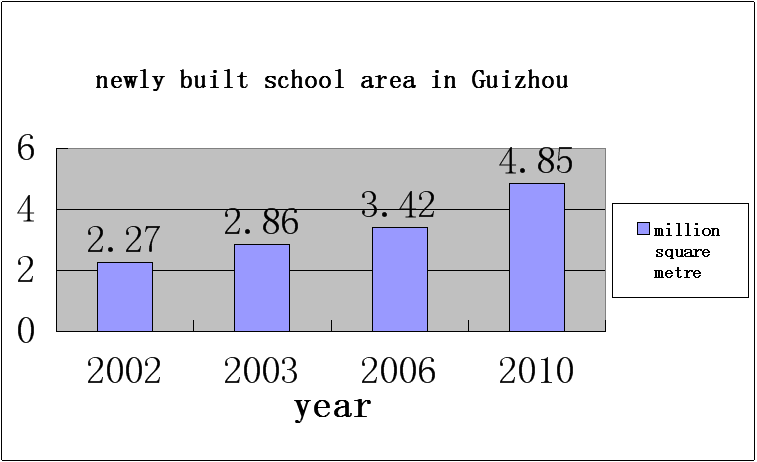 newly built school area in Guizhou
6
4
2
0
2.27
2.86
3.42
4.85
2002
2003
2006
2010
year
million
square
metre